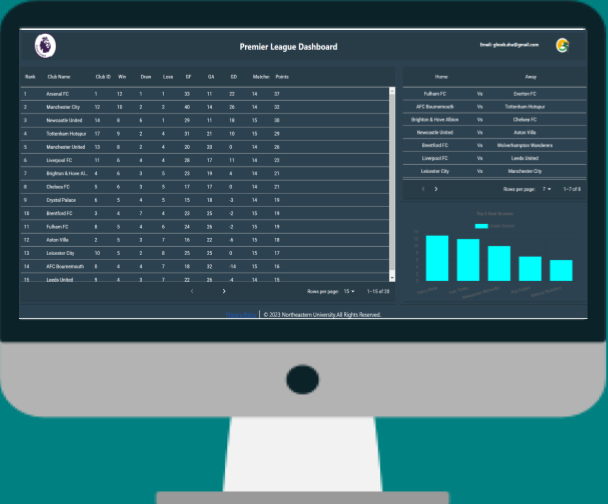 Premier League Dashboard
Rank Club Name Club ID Win Draw Loss GF GA GD Matches Points
1 Arsenal FC 1 12 1 1 33 11 22 14 37
2 Manchester City 12 10 2 2 40 14 26 14 32
3 Newcastle United 14 8 6 1 29 11 18 15 30
4 Tottenham Hotspur 17 9 2 4 31 21 10 15 29
5 Manchester United 13 8 2 4 20 20 0 14 26
6 Liverpool FC 11 6 4 4 28 17 11 14 22
7 Brighton & Hove Al... 4 6 3 5 23 19 4 14 21
8 Chelsea FC 5 6 3 5 17 17 0 14 21
9 Crystal Palace 6 5 4 5 15 18 -3 14 19
10 Brentford FC 3 4 7 4 23 25 -2 15 19
11 Fulham FC 8 5 4 6 24 26 -2 15 19
12 Aston Villa 2 5 3 7 16 22 -6 15 18
13 Leicester City 10 5 2 8 25 25 0 15 17
14 AFC Bournemouth 0 4 4 7 18 32 -14 15 16
15 Leeds United 9 4 3 7 22 26 -4 14 15
Rows per page: 15 1–15 of 20
Home Away
Fulham FC Vs Everton FC
AFC Bournemouth Vs Tottenham Hotspur
Brighton & Hove Albion Vs Chelsea FC
Newcastle United Vs Aston Villa
Brentford FC Vs Wolverhampton Wanderers
Liverpool FC Vs Leeds United
Leicester City Vs Manchester City
Rows per page: 7 1–7 of 8
© 2023 Northeastern University.All Rights Reserved.